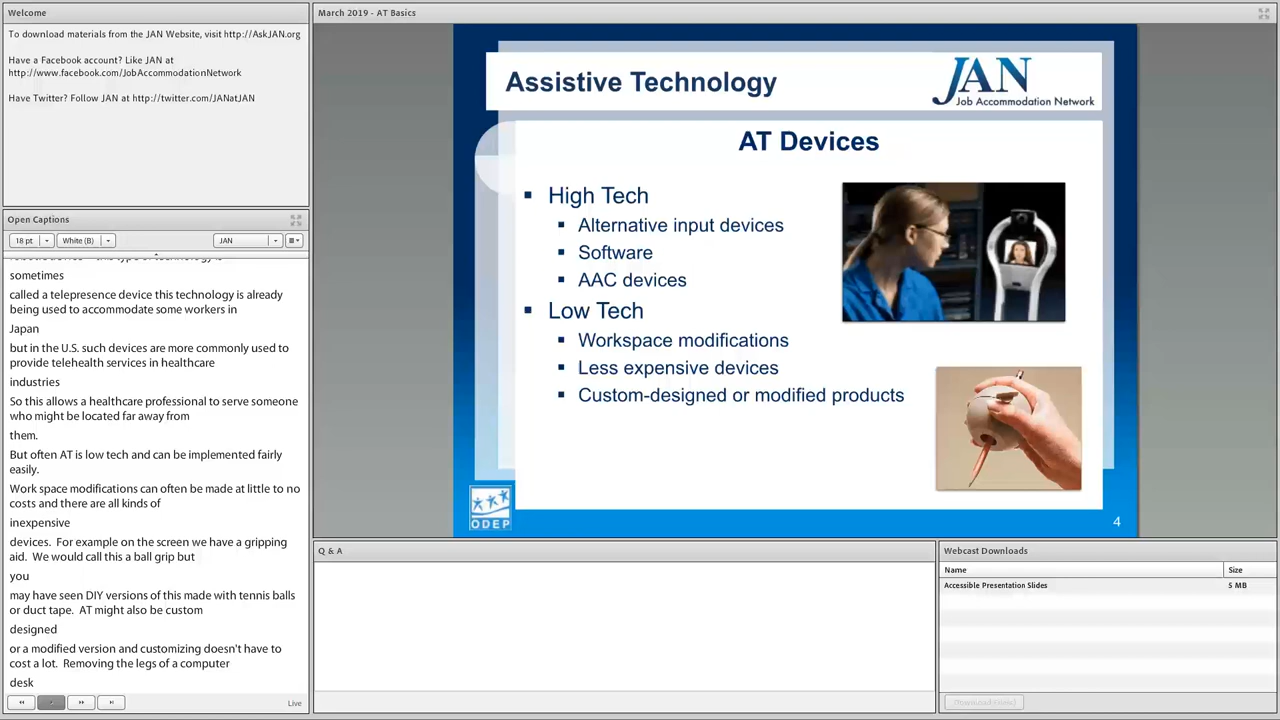 Welcome
To download materials from the JAN Website, visit http://AskJAN.org
Have a Facebook account? Like JAN at
http://www.facebook.com/JobAccommodationNetwork
Have Twitter? Follow JAN at http://twitter.com/JANatJAN
Open Captions
18 pt
White (B)
JAN
sometimes
called a telepresence device this technology is already
being used to accommodate some workers in
Japan
but in the U.S. such devices are more commonly used to
provide telehealth services in healthcare
industries
So this allows a healthcare professional to serve someone
who might be located far away from
them.
But often AT is low tech and can be implemented fairly
easily.
Work space modifications can often be made at little to no
costs and there are all kinds of
inexpensive
devices. For example on the screen we have a gripping
aid. We would call this a ball grip but
you
may have seen DIY versions of this made with tennis balls
or duct tape. AT might also be custom
designed
or a modified version and customizing doesn't have to
cost a lot. Removing the legs of a computer
desk
Live
March 2019 - AT Basics
Assistive Technology
JAN
Job Accommodation Network
AT Devices
▪ High Tech
▪ Alternative input devices
▪ Software
▪ AAC devices
▪ Low Tech
▪ Workspace modifications
▪ Less expensive devices
▪ Custom-designed or modified products
ODEP
4
Q & A
Webcast Downloads
Name Size
Accessible Presentation Slides 5 MB